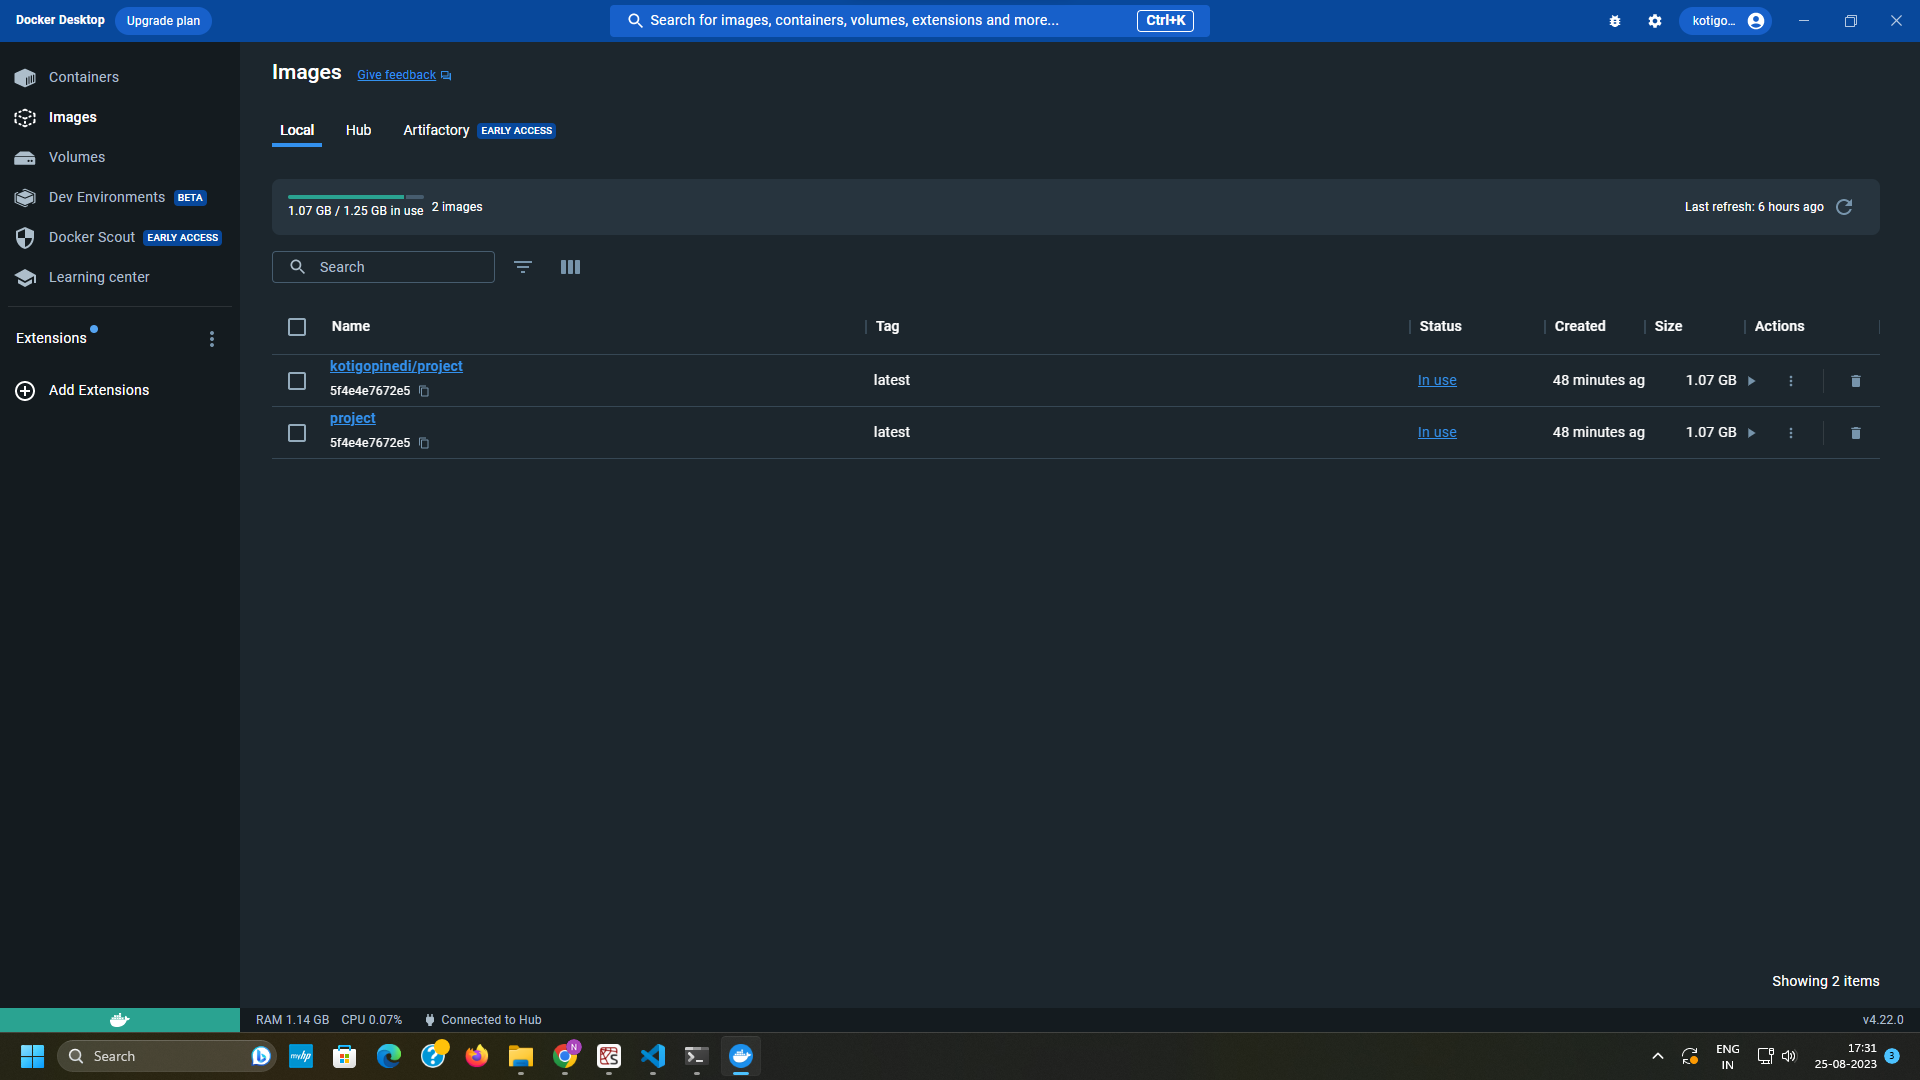 Docker Desktop
Upgrade plan
Search for images, containers, volumes, extensions and more...
Ctrl+K
kotigo...
Containers
Images
Volumes
Dev Environments BETA
Docker Scout EARLY ACCESS
Learning center
Extensions
Add Extensions
Images
Give feedback
Local
Hub
Artifactory EARLY ACCESS
1.07 GB / 1.25 GB in use
2 images
Last refresh: 6 hours ago
Search
Name Tag Status Created Size Actions
kotigopinedi/project
5f4e4e7672e5
latest In use 48 minutes ag 1.07 GB
project
5f4e4e7672e5
latest In use 48 minutes ag 1.07 GB
Showing 2 items
RAM 1.14 GB CPU 0.07% Connected to Hub
v4.22.0
Search
myhp
N
ENG
IN
17:31
25-08-2023
3